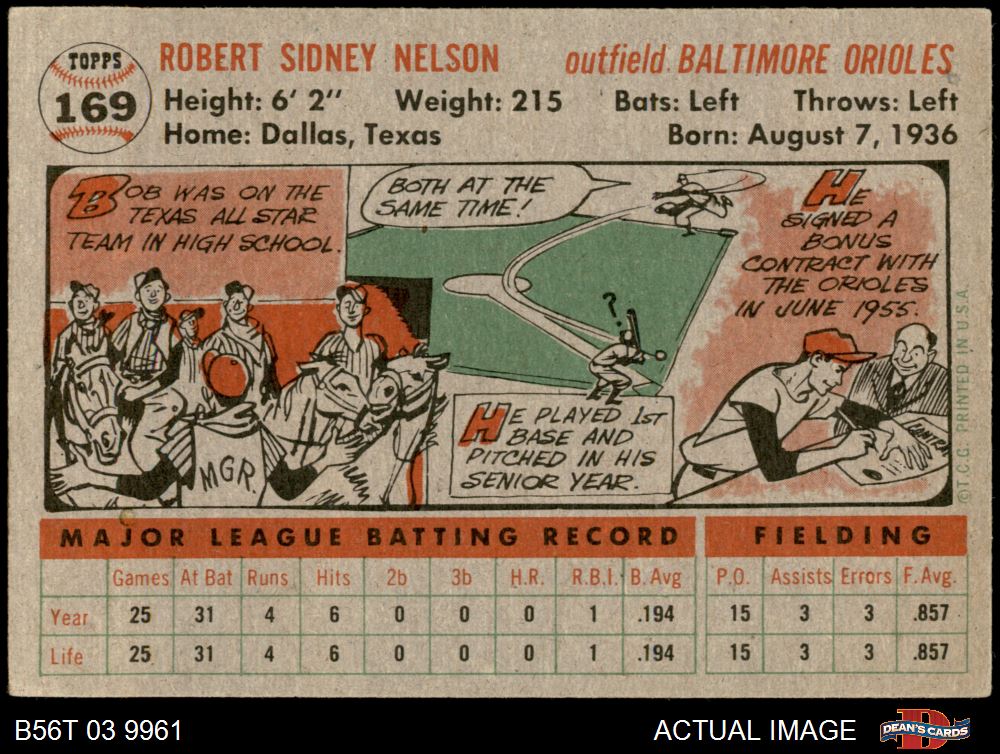 TOPPS
169
ROBERT SIDNEY NELSON outfield BALTIMORE ORIOLES
Height: 6' 2" Weight: 215 Bats: Left Throws: Left
Home: Dallas, Texas Born: August 7, 1936
BOB WAS ON THE
TEXAS ALL STAR
TEAM IN HIGH SCHOOL.
MGR.
BOTH AT THE
SAME TIME!
?
HE PLAYED 1ST
BASE AND
PITCHED IN HIS
SENIOR YEAR.
HE
SIGNED A
BONUS
CONTRACT WITH
THE ORIOLES
IN JUNE 1955.
©T.C.G. PRINTED IN U.S.A.
MAJOR LEAGUE BATTING RECORD FIELDING
Games At Bat Runs Hits 2b 3b H.R. R.B.I. B. Avg P.O. Assists Errors F. Avg.
Year 25 31 4 6 0 0 0 1 .194 15 3 3 .857
Life 25 31 4 6 0 0 0 1 .194 15 3 3 .857
B56T 03 9961 ACTUAL IMAGE DEAN'S CARDS